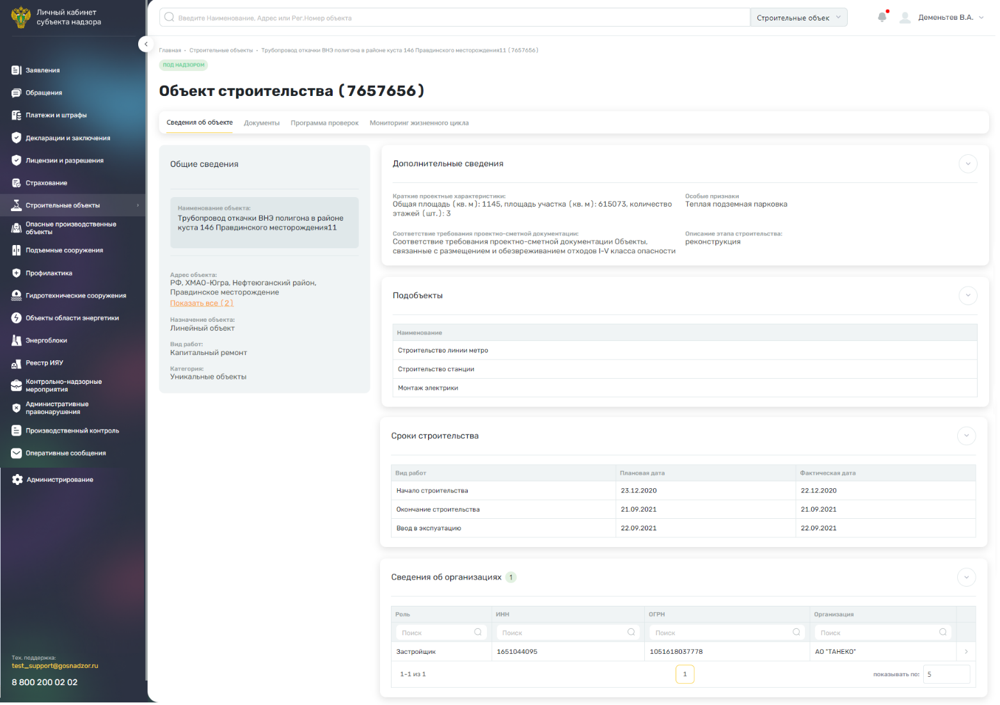 Личный кабинет
субъекта надзора
Введите Наименование, Адрес или Рег.Номер объекта
Строительные объек
Деменьтев В.А.
Главная • Строительные объекты • Трубопровод откачки ВНЭ полигона в районе куста 146 Правдинского месторождения11 (7657656)
ПОД НАДЗОРОМ
Объект строительства (7657656)
Сведения об объекте
Документы
Программа проверок
Мониторинг жизненного цикла
Заявления
Обращения
Платежи и штрафы
Декларации и заключения
Лицензии и разрешения
Страхование
Строительные объекты
Опасные производственные
объекты
Подъемные сооружения
Профилактика
Гидротехнические сооружения
Объекты области энергетики
Энергоблоки
Реестр ИЯУ
Контрольно-надзорные
мероприятия
Административные
правонарушения
Производственный контроль
Оперативные сообщения
Администрирование
Тех. поддержка:
test_support@gosnadzor.ru
8 800 200 02 02
Общие сведения
Наименование объекта:
Трубопровод откачки ВНЭ полигона в районе
куста 146 Правдинского месторождения11
Адрес объекта:
РФ, ХМАО-Югра, Нефтеюганский район,
Правдинское месторождение
Показать все (2)
Назначение объекта:
Линейный объект
Вид работ:
Капитальный ремонт
Категория:
Уникальные объекты
Дополнительные сведения
Краткие проектные характеристики:
Общая площадь (кв. м): 1145, площадь участка (кв. м): 615073, количество
этажей (шт.): 3
Особые признаки
Теплая подземная парковка
Соответствие требования проектно-сметной документации:
Соответствие требования проектно-сметной документации Объекты,
связанные с размещением и обезвреживанием отходов I-V класса опасности
Описание этапа строительства:
реконструкция
Подобъекты
Наименование
Строительство линии метро
Строительство станции
Монтаж электрики
Сроки строительства
Вид работ Плановая дата Фактическая дата
Начало строительства 23.12.2020 22.12.2020
Окончание строительства 21.09.2021 21.09.2021
Ввод в экспуатацию 22.09.2021 22.09.2021
Сведения об организациях 1
Роль ИНН ОГРН Организация
Поиск Поиск Поиск Поиск
Застройщик 1651044095 1051618037778 АО "ТАНЕКО"
1-1 из 1 1 показывать по: 5